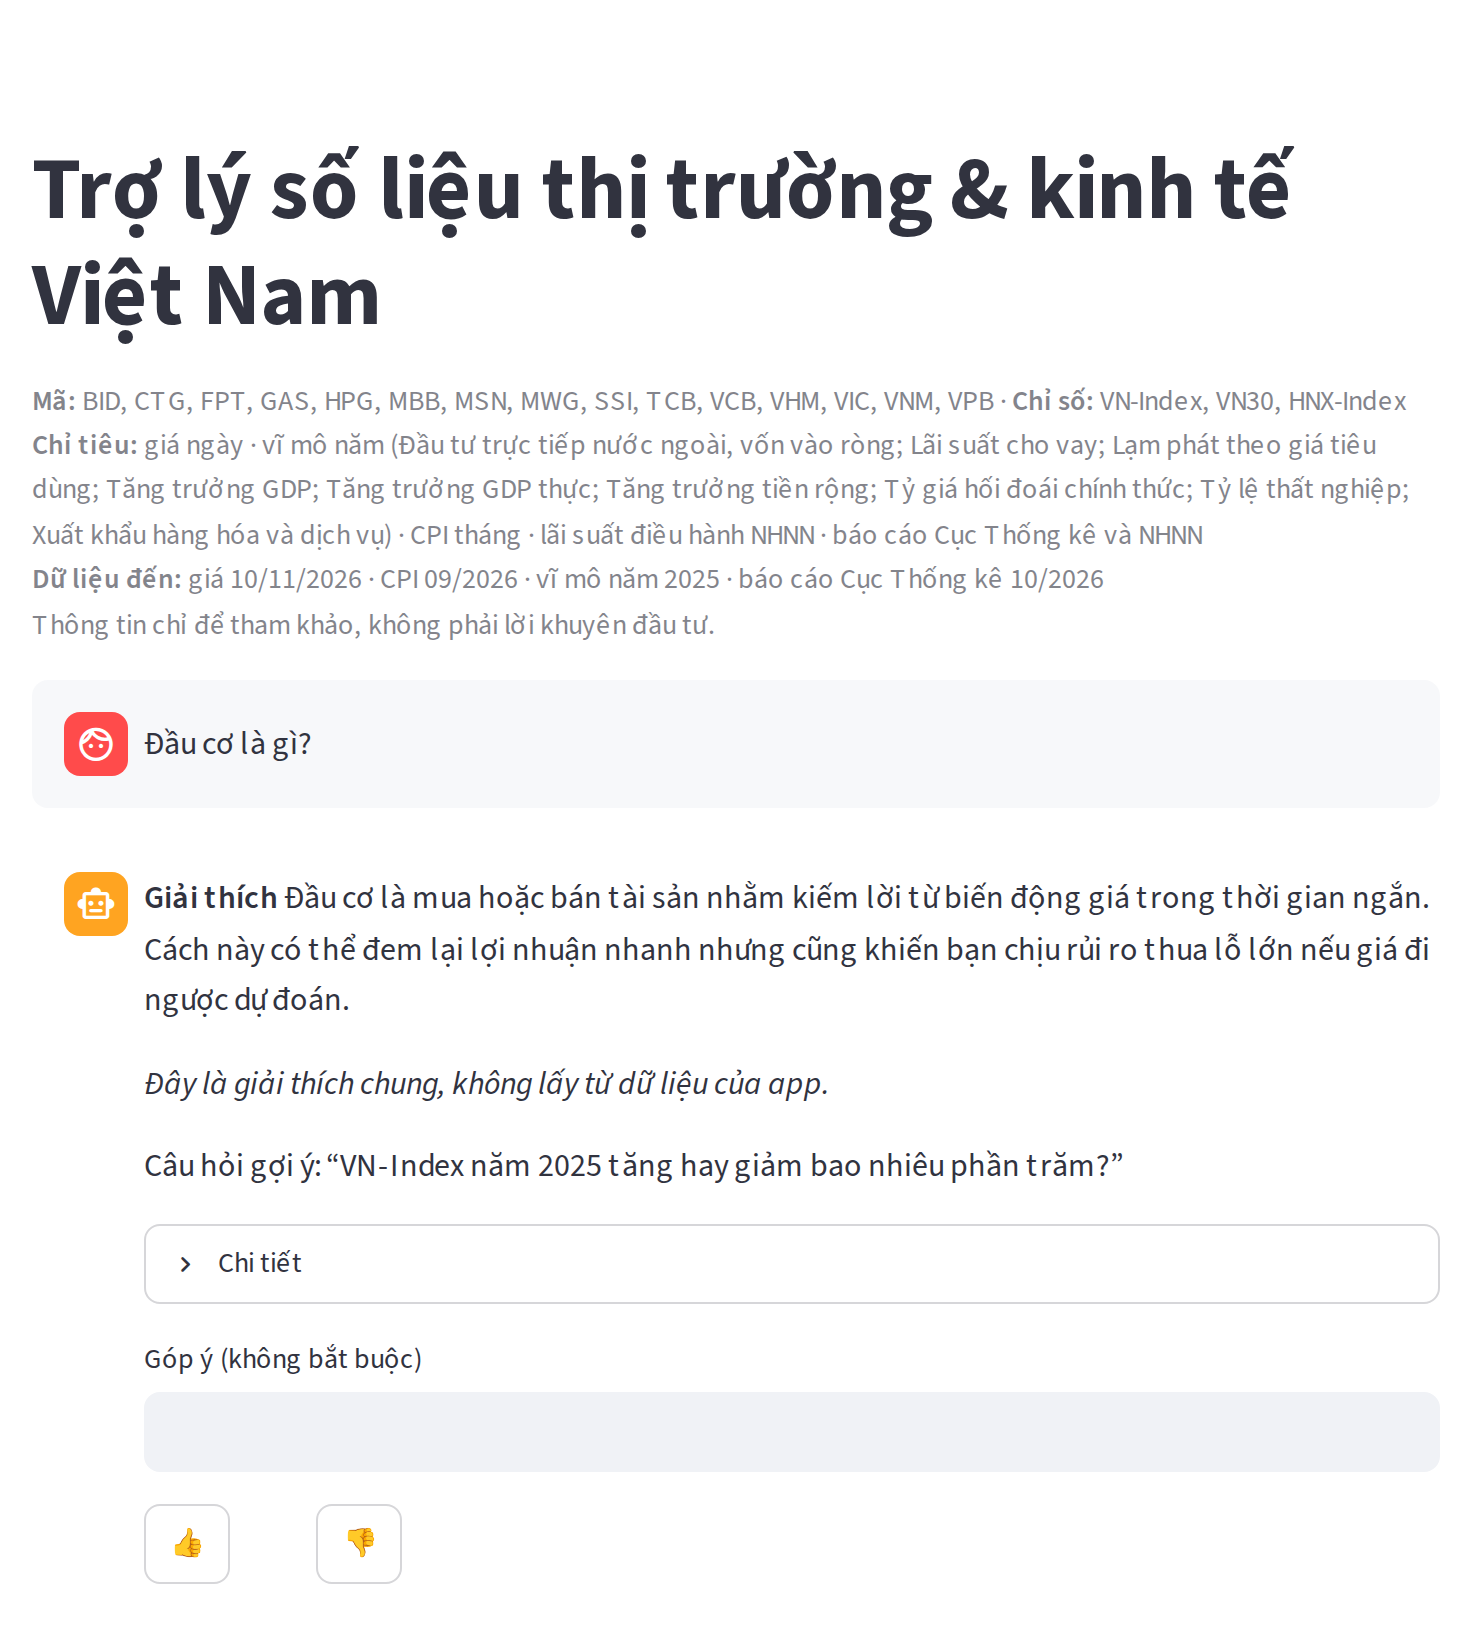 Trợ lý số liệu thị trường & kinh tế
Việt Nam
Mã: BID, CTG, FPT, GAS, HPG, MBB, MSN, MWG, SSI, TCB, VCB, VHM, VIC, VNM, VPB · Chỉ số: VN-Index, VN30, HNX-Index
Chỉ tiêu: giá ngày · vĩ mô năm (Đầu tư trực tiếp nước ngoài, vốn vào ròng; Lãi suất cho vay; Lạm phát theo giá tiêu
dùng; Tăng trưởng GDP; Tăng trưởng GDP thực; Tăng trưởng tiền rộng; Tỷ giá hối đoái chính thức; Tỷ lệ thất nghiệp;
Xuất khẩu hàng hóa và dịch vụ) · CPI tháng · lãi suất điều hành NHNN · báo cáo Cục Thống kê và NHNN
Dữ liệu đến: giá 10/11/2026 · CPI 09/2026 · vĩ mô năm 2025 · báo cáo Cục Thống kê 10/2026
Thông tin chỉ để tham khảo, không phải lời khuyên đầu tư.
Đầu cơ là gì?
Giải thích Đầu cơ là mua hoặc bán tài sản nhằm kiếm lời từ biến động giá trong thời gian ngắn.
Cách này có thể đem lại lợi nhuận nhanh nhưng cũng khiến bạn chịu rủi ro thua lỗ lớn nếu giá đi
ngược dự đoán.
Đây là giải thích chung, không lấy từ dữ liệu của app.
Câu hỏi gợi ý: “VN-Index năm 2025 tăng hay giảm bao nhiêu phần trăm?”
Chi tiết
Góp ý (không bắt buộc)